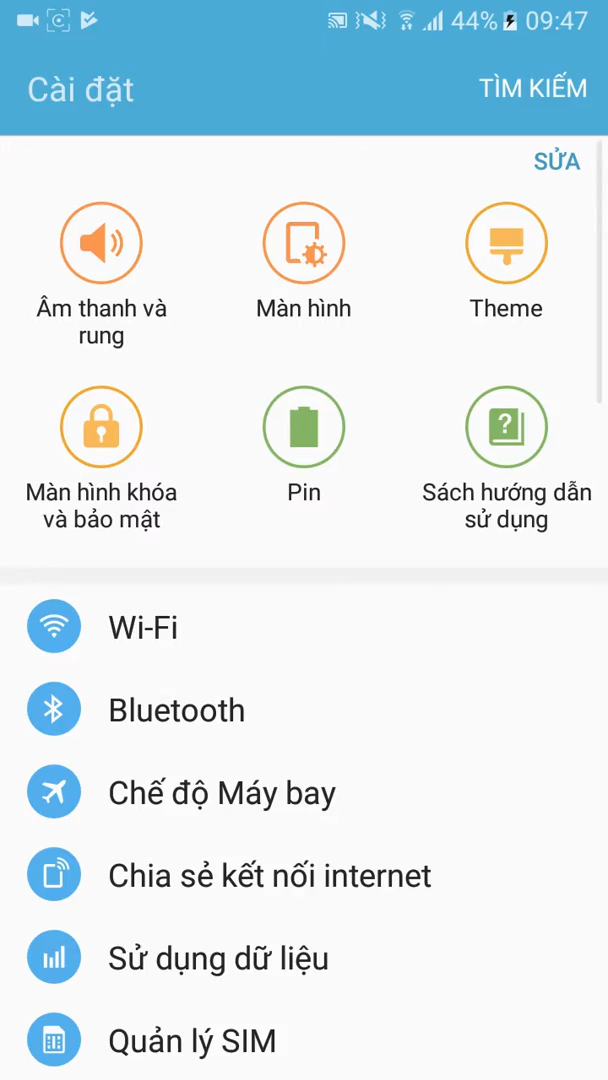 44% 09:47
Cài đặt TÌM KIẾM
SỬA
Âm thanh và
rung
Màn hình
Theme
Màn hình khóa
và bảo mật
Pin
Sách hướng dẫn
sử dụng
Wi-Fi
Bluetooth
Chế độ Máy bay
Chia sẻ kết nối internet
Sử dụng dữ liệu
Quản lý SIM